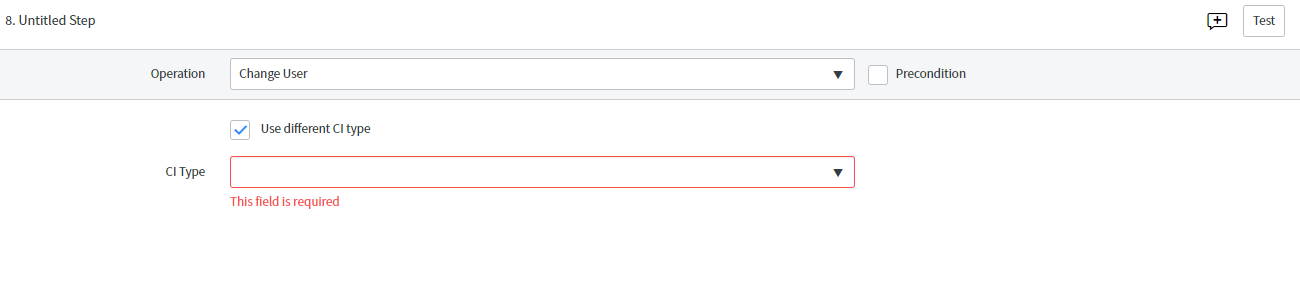 8. Untitled Step
Test
Operation
Change User
Precondition
Use different CI type
CI Type
This field is required